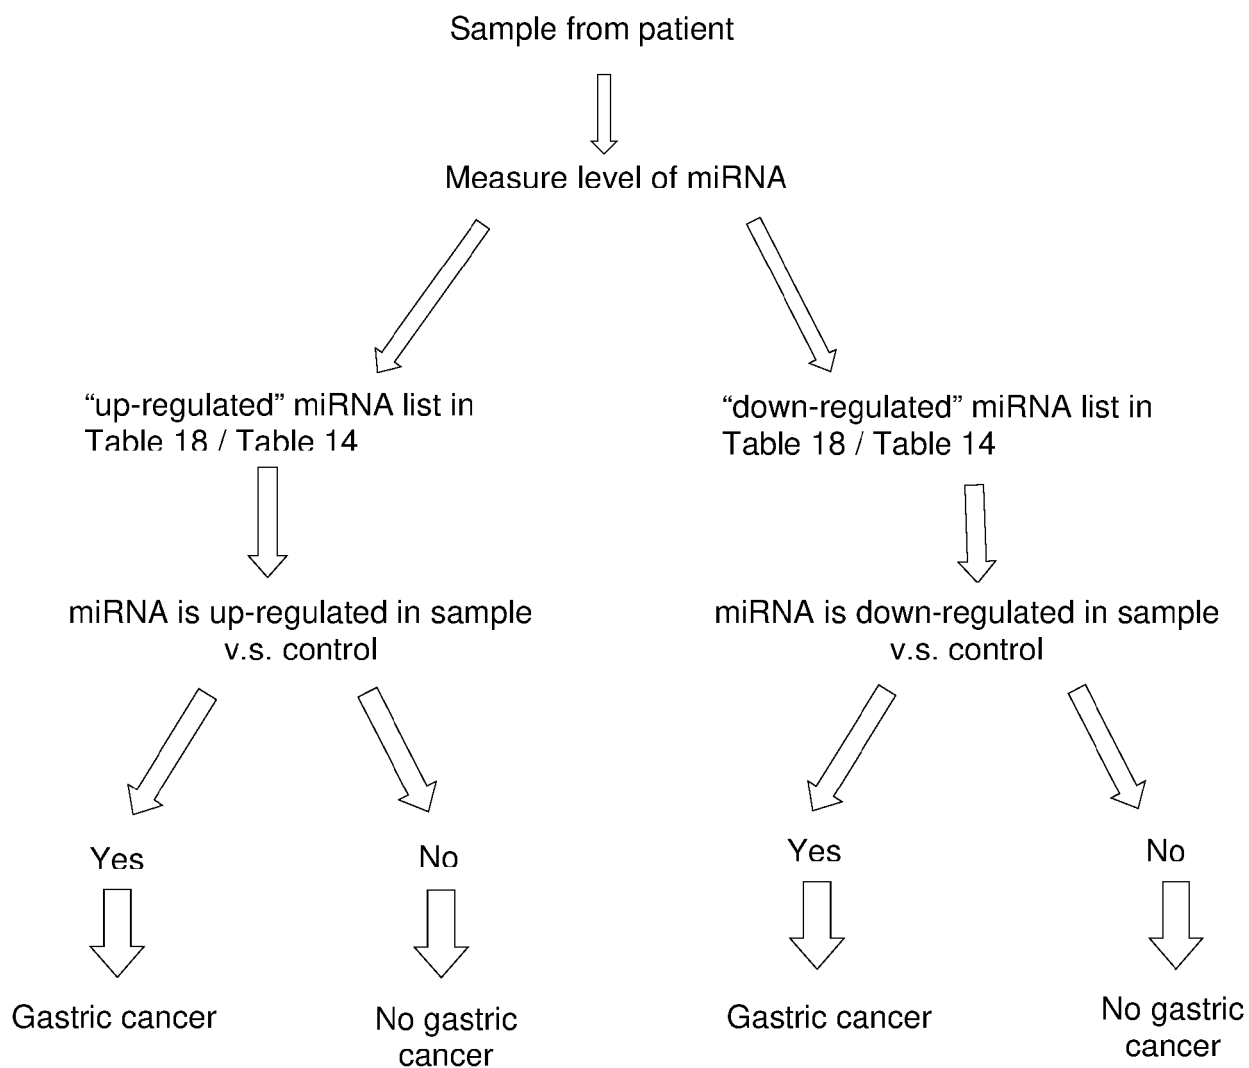 Sample from patient
Measure level of miRNA
“up-regulated” miRNA list in
Table 18 / Table 14
“down-regulated” miRNA list in
Table 18 / Table 14
miRNA is up-regulated in sample
v.s. control
miRNA is down-regulated in sample
v.s. control
Yes
No
Yes
No
Gastric cancer
No gastric
cancer
Gastric cancer
No gastric
cancer